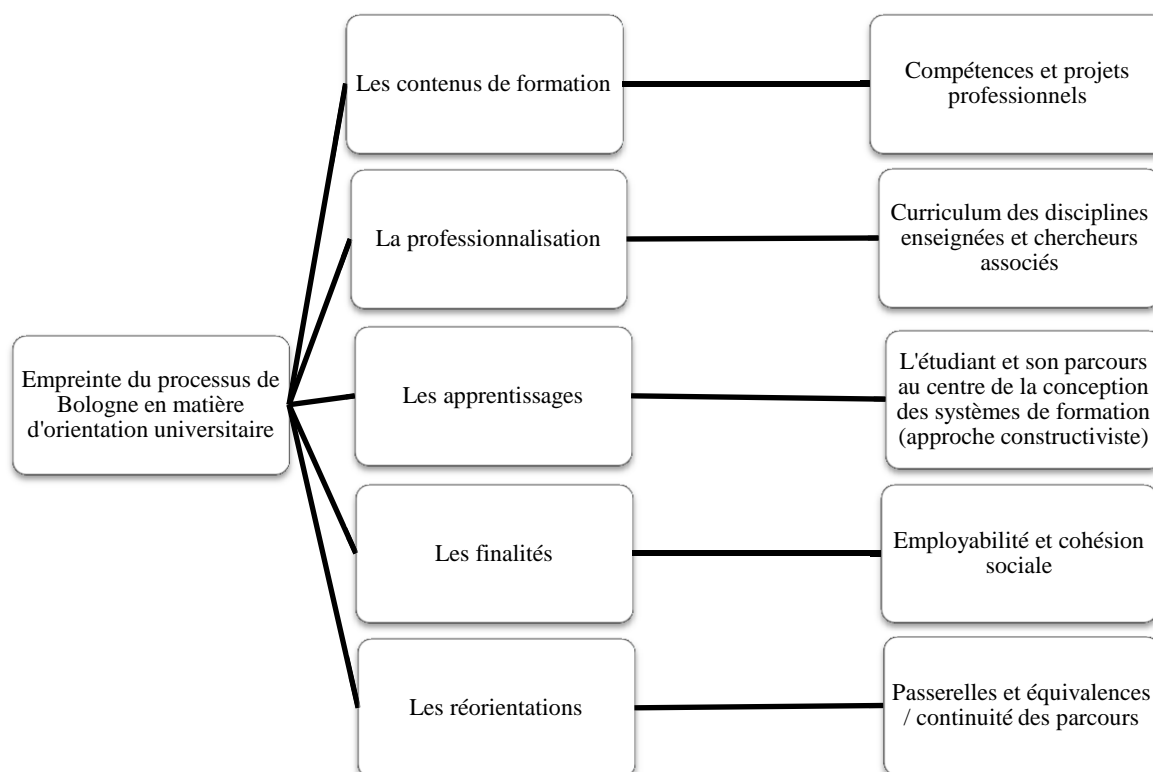 Les contenus de formation
Compétences et projets
professionnels
La professionnalisation
Curriculum des disciplines
enseignées et chercheurs
associés
Empreinte du processus de
Bologne en matière
d'orientation universitaire
Les apprentissages
L'étudiant et son parcours
au centre de la conception
des systèmes de formation
(approche constructiviste)
Les finalités
Employabilité et cohésion
sociale
Les réorientations
Passerelles et équivalences
/ continuité des parcours